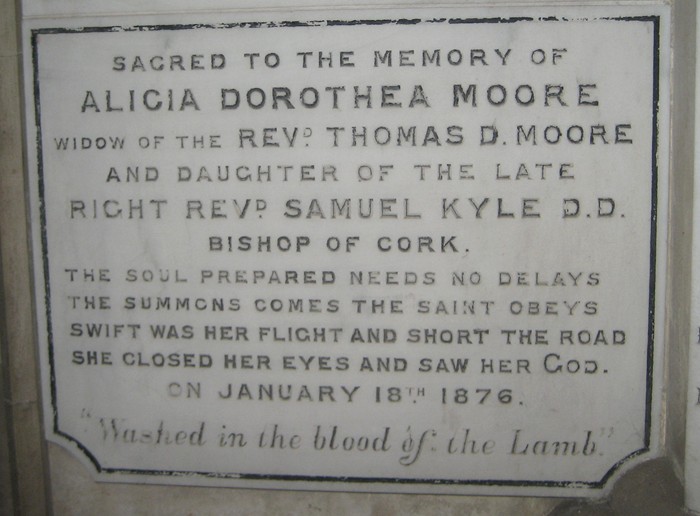 SACRED TO THE MEMORY OF
ALICIA DOROTHEA MOORE
WIDOW OF THE REVD. THOMAS D. MOORE
AND DAUGHTER OF THE LATE
RIGHT REVD. SAMUEL KYLE D.D.
BISHOP OF CORK.
THE SOUL PREPARED NEEDS NO DELAYS
THE SUMMONS COMES THE SAINT OBEYS
SWIFT WAS HER FLIGHT AND SHORT THE ROAD
SHE CLOSED HER EYES AND SAW HER GOD.
ON JANUARY 18TH 1876.
"Washed in the blood of the Lamb."